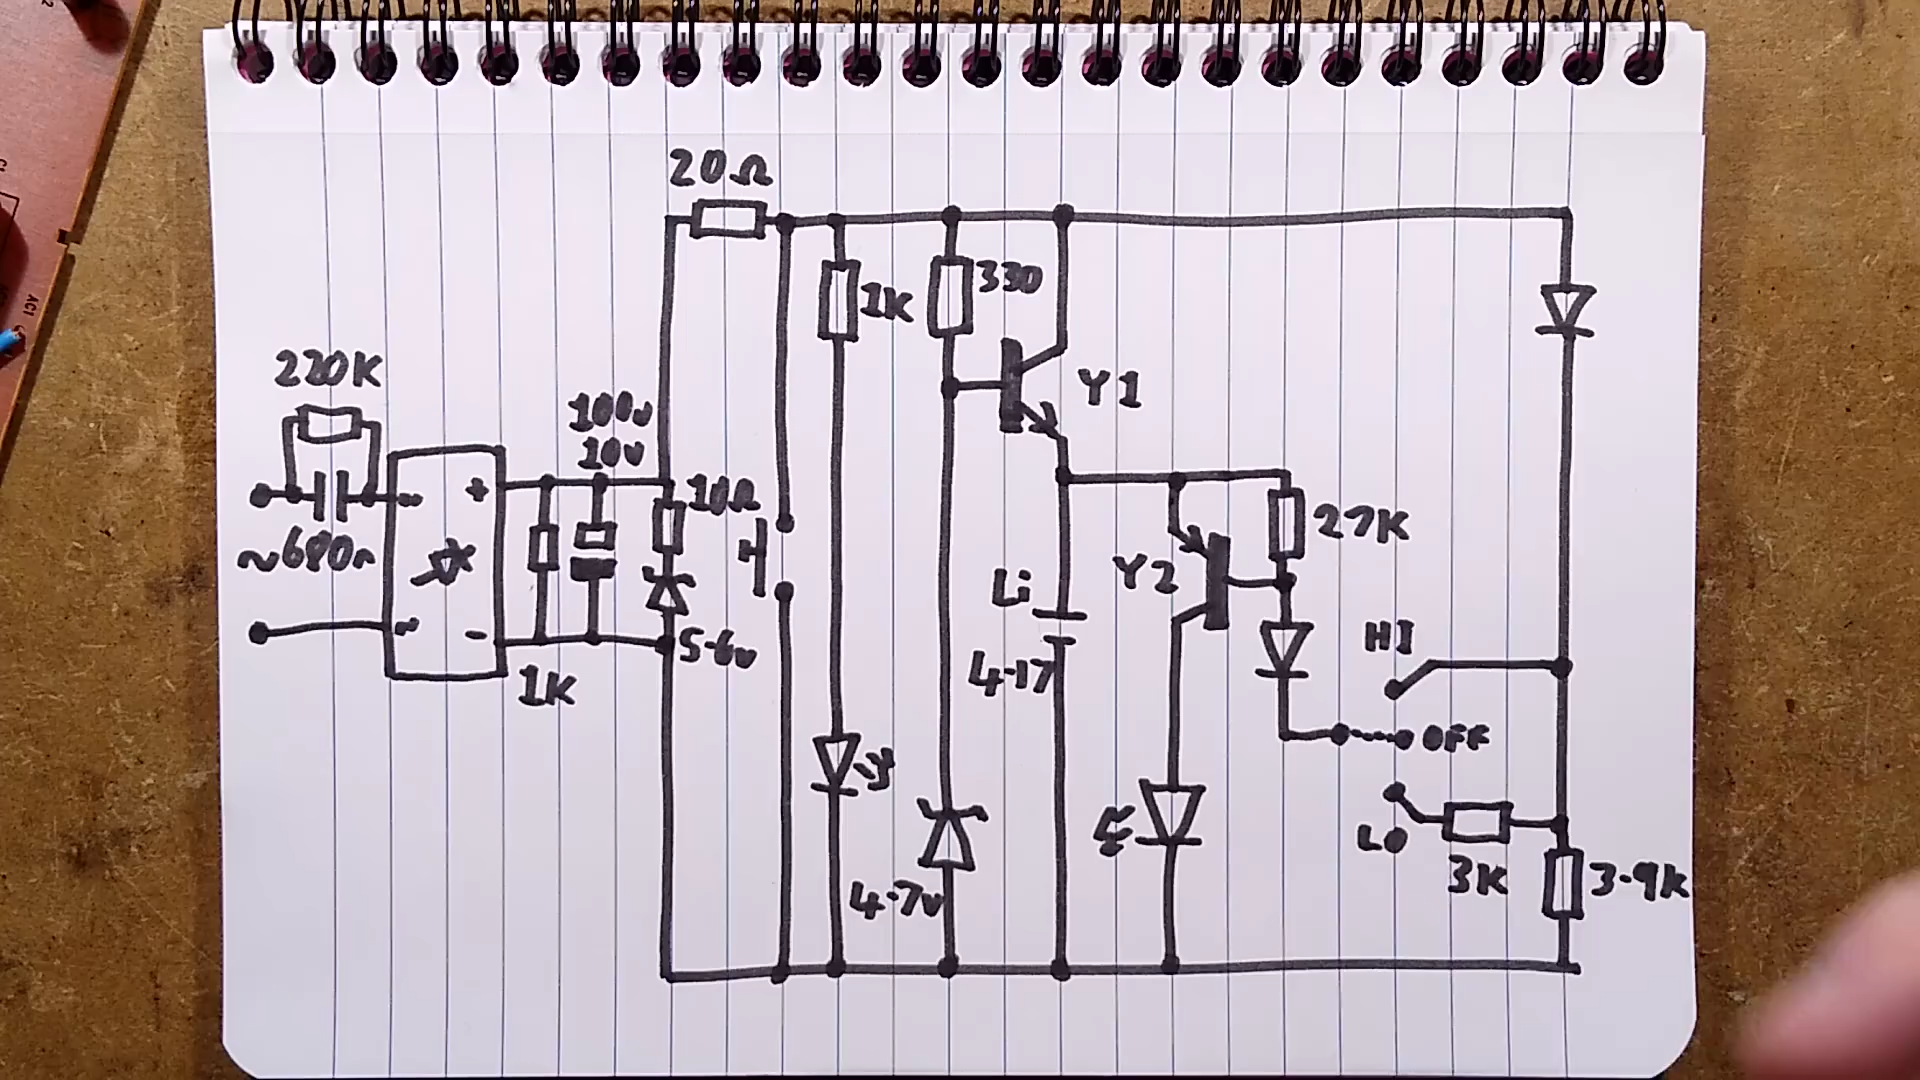 20Ω
330
1K
220K
Y1
100u
10v
10Ω
27K
+
~
~680n
H
Y2
Li
HI
~
-
5.6v
4.17
1K
OFF
LO
3K
3.9K
4.7v
AC1